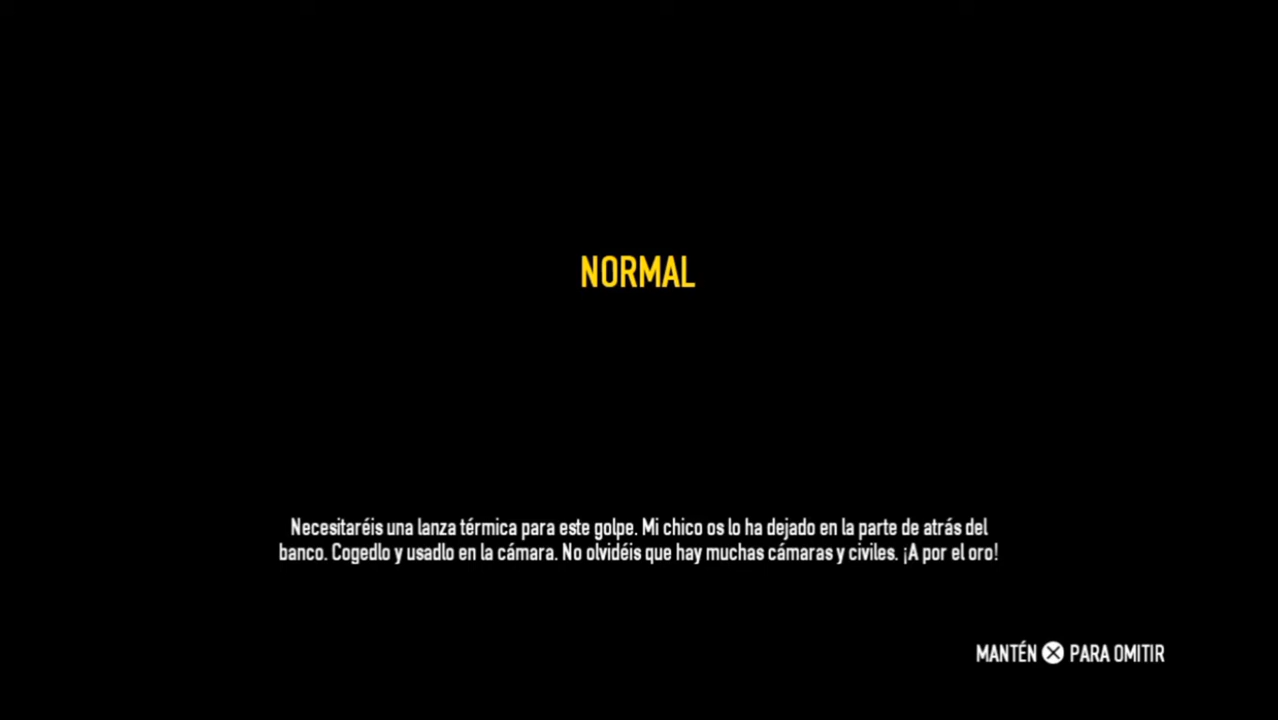 NORMAL
Necesitaréis una lanza térmica para este golpe. Mi chico os lo ha dejado en la parte de atrás del
banco. Cogedlo y usadlo en la cámara. No olvidéis que hay muchas cámaras y civiles. ¡A por el oro!
MANTÉN ⓧ PARA OMITIR